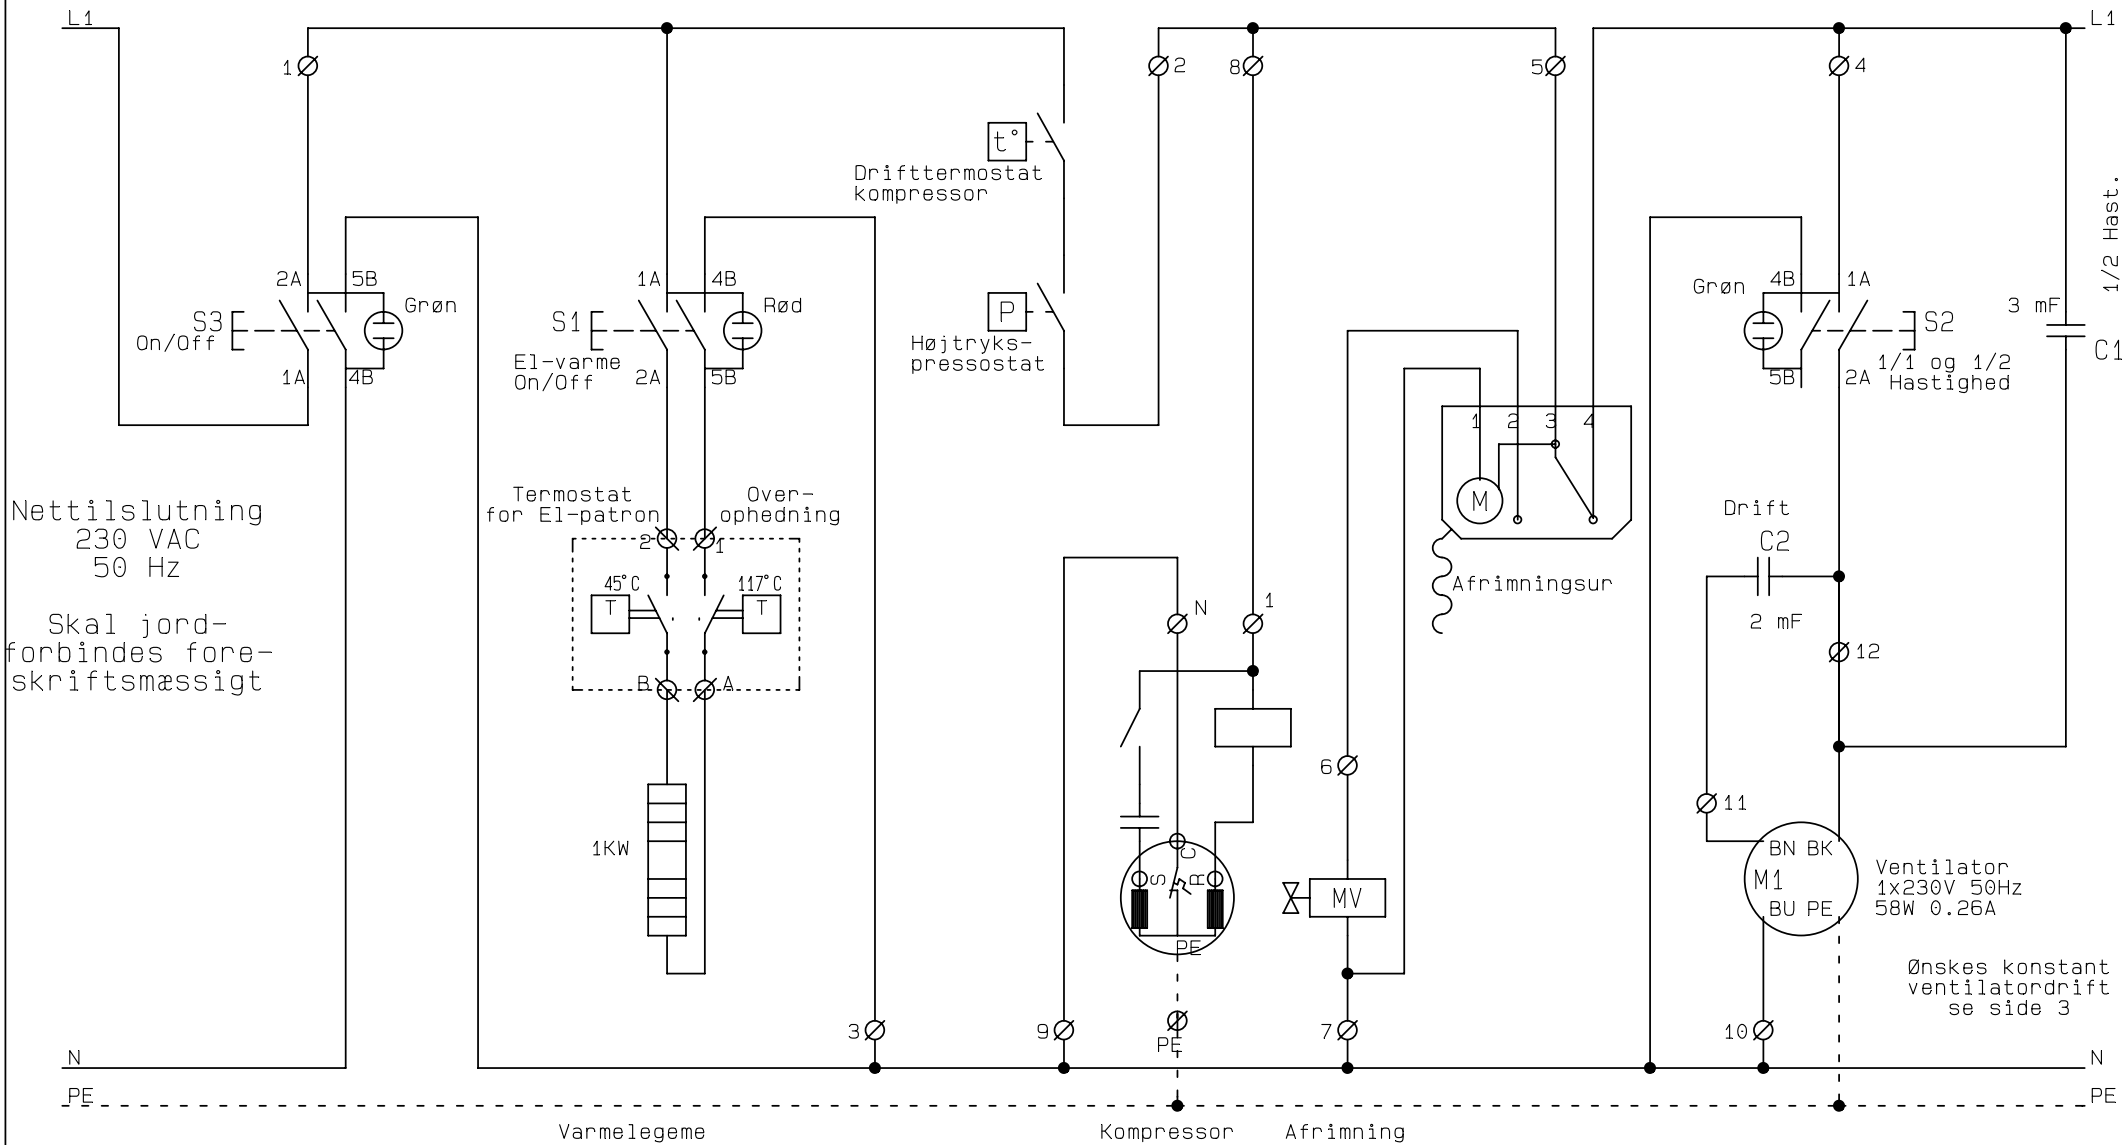 L1
L1
1
2
8
5
4
t°
Drifttermostat
kompressor
1/2 Hast.
2A
5B
Grøn
S3
On/Off
1A
4B
1A
4B
Rød
S1
El-varme
On/Off
2A
5B
P
Højtryks-
pressostat
Grøn
4B
1A
S2
5B
2A
1/1 og 1/2
Hastighed
3 mF
C1
1
2
3
4
M
Afrimningsur
Nettilslutning
230 VAC
50 Hz
Skal jord-
forbindes fore-
skriftsmæssigt
Termostat
for El-patron
Over-
ophedning
2
1
45°C
117°C
T
T
B
A
1KW
N
1
Drift
C2
2 mF
12
11
6
C
S
R
PE
MV
BN BK
M1
BU PE
Ventilator
1x230V 50Hz
58W 0.26A
Ønskes konstant
ventilatordrift
se side 3
3
9
PE
7
10
N
N
PE
PE
Varmelegeme
Kompressor
Afrimning